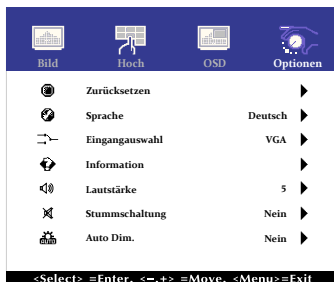 Bild Hoch OSD Optionen
Zurücksetzen
Sprache Deutsch
Eingangauswahl VGA
Information
Lautstärke 5
Stummschaltung Nein
Auto Dim. Nein
<Select> =Enter, <−,+> =Move, <Menu>=Exit